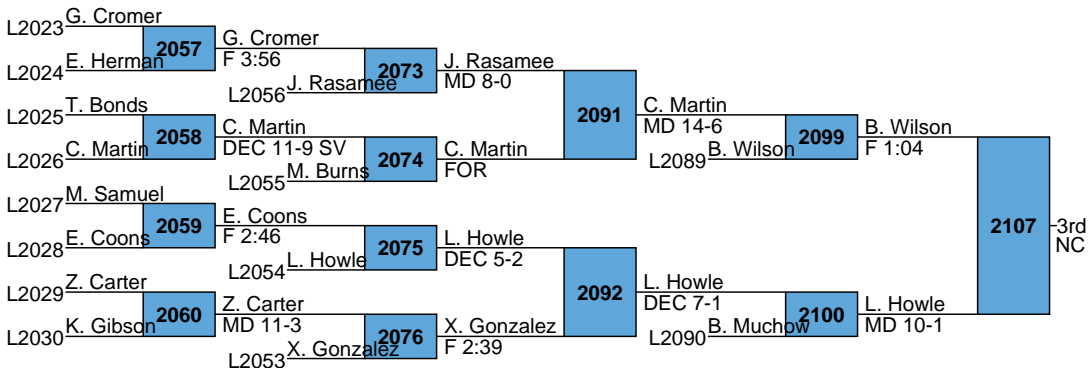 L2023 G. Cromer
2057
L2024 E. Herman
G. Cromer
F 3:56
2073
L2056 J. Rasamee
J. Rasamee
MD 8-0
L2025 T. Bonds
2058
L2026 C. Martin
C. Martin
DEC 11-9 SV
2074
L2055 M. Burns
C. Martin
FOR
2091
C. Martin
MD 14-6
2099
L2089 B. Wilson
B. Wilson
F 1:04
L2027 M. Samuel
2059
L2028 E. Coons
E. Coons
F 2:46
2075
L2054 L. Howle
L. Howle
DEC 5-2
L2029 Z. Carter
2060
L2030 K. Gibson
Z. Carter
MD 11-3
2076
L2053 X. Gonzalez
X. Gonzalez
F 2:39
2092
L. Howle
DEC 7-1
2100
L2090 B. Muchow
L. Howle
MD 10-1
2107
3rd
NC